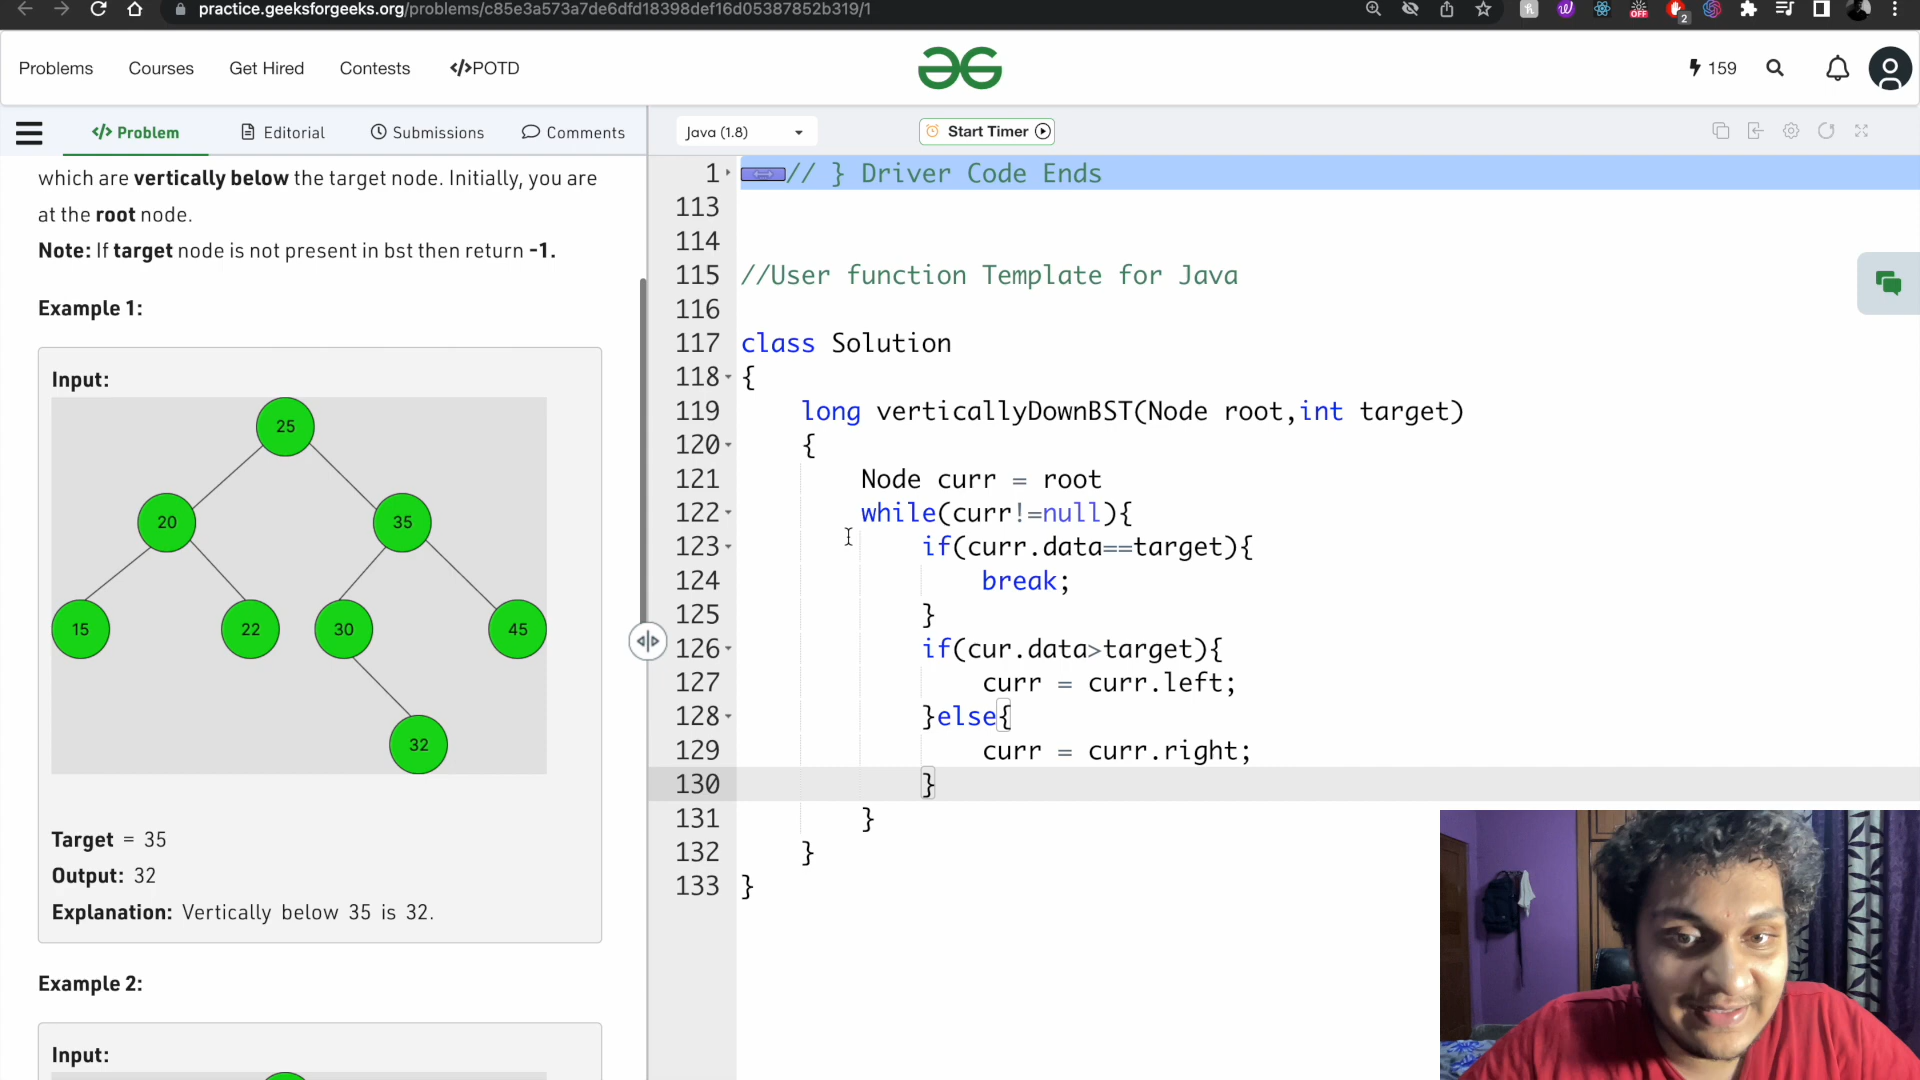 practice.geeksforgeeks.org/problems/c85e3a573a7de6dfd18398def16d05387852b319/1
OFF
2
Problems
Courses
Get Hired
Contests
</>POTD
159
</> Problem
Editorial
Submissions
Comments
Java (1.8)
Start Timer
which are vertically below the target node. Initially, you are
at the root node.
Note: If target node is not present in bst then return -1.
Example 1:
Input:
25
20
35
15
22
30
45
32
Target = 35
Output: 32
Explanation: Vertically below 35 is 32.
Example 2:
Input:
1 // } Driver Code Ends
113
114
115 //User function Template for Java
116
117 class Solution
118 {
119 long verticallyDownBST(Node root,int target)
120 {
121 Node curr = root
122 while(curr!=null){
123 if(curr.data==target){
124 break;
125 }
126 if(cur.data>target){
127 curr = curr.left;
128 }else{
129 curr = curr.right;
130 }
131 }
132 }
133 }